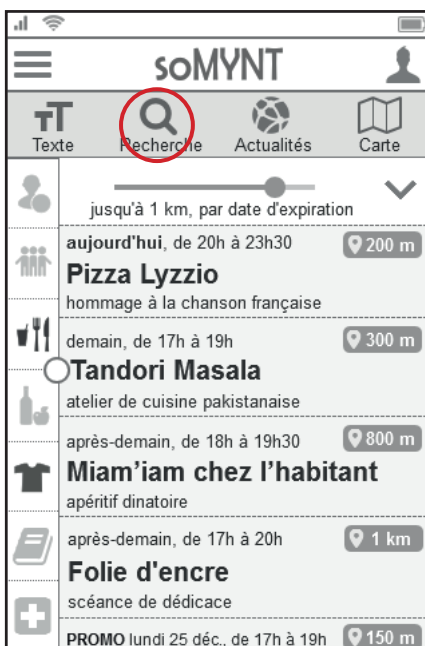 soMYNT
TT
Texte
Recherche
Actualités
Carte
jusqu'à 1 km, par date d'expiration
aujourd'hui, de 20h à 23h30
200 m
Pizza Lyzzio
hommage à la chanson française
demain, de 17h à 19h
300 m
Tandori Masala
atelier de cuisine pakistanaise
après-demain, de 18h à 19h30
800 m
Miam’iam chez l’habitant
apéritif dinatoire
après-demain, de 17h à 20h
1 km
Folie d'encre
scéance de dédicace
PROMO lundi 25 déc., de 17h à 19h
150 m